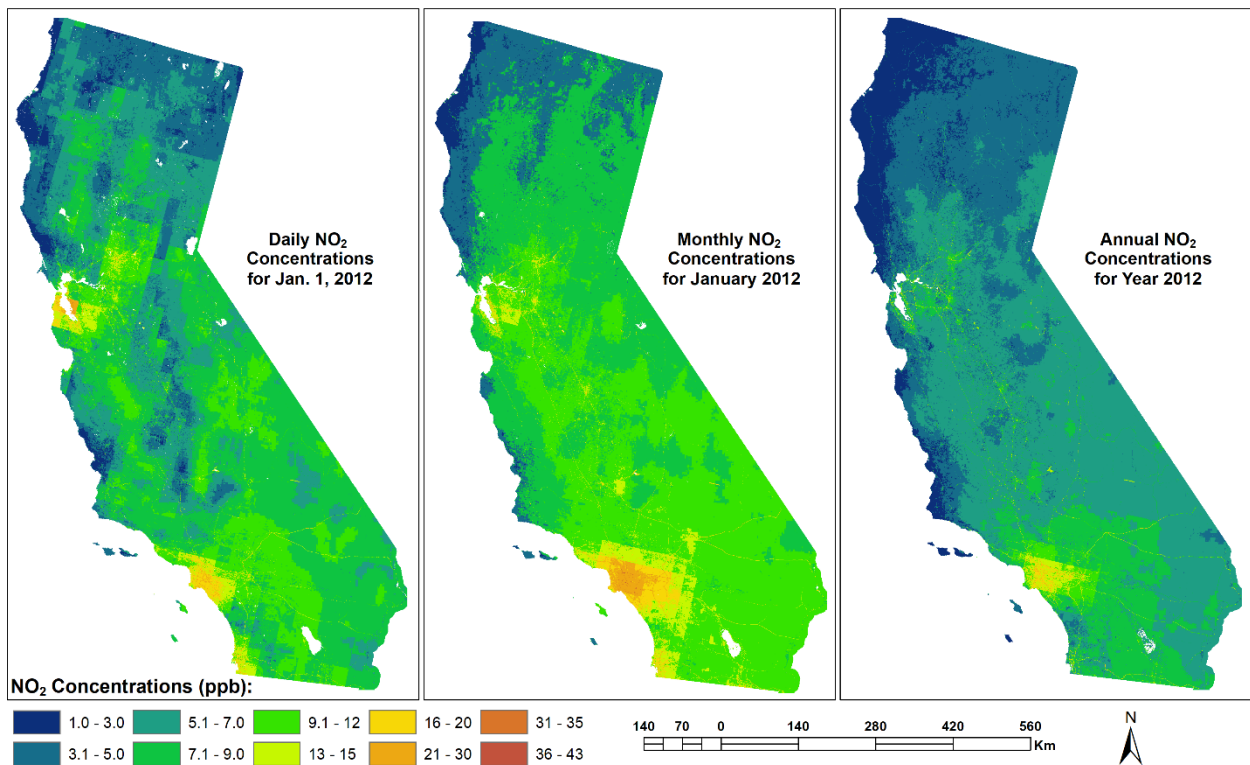 Daily NO₂
Concentrations
for Jan. 1, 2012
Monthly NO₂
Concentrations
for January 2012
Annual NO₂
Concentrations
for Year 2012
NO₂ Concentrations (ppb):
1.0 - 3.0 5.1 - 7.0 9.1 - 12 16 - 20 31 - 35
3.1 - 5.0 7.1 - 9.0 13 - 15 21 - 30 36 - 43
140 70 0 140 280 420 560
Km
N